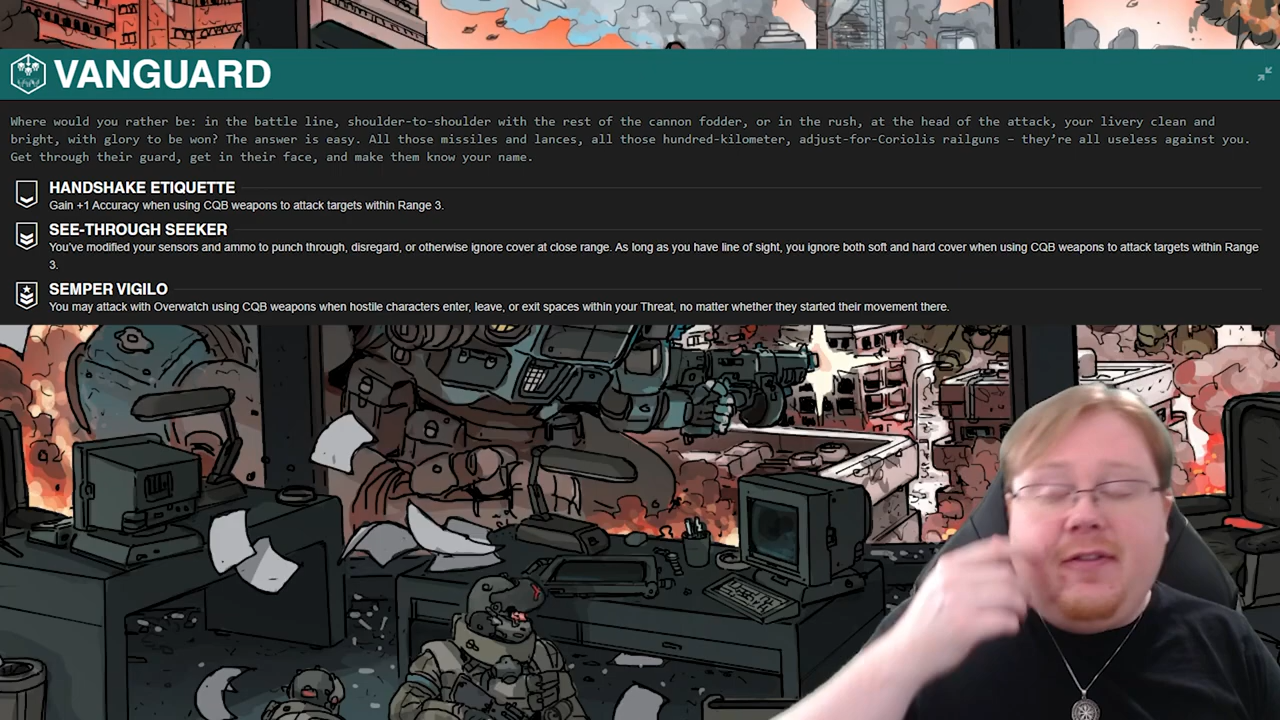 VANGUARD
Where would you rather be: in the battle line, shoulder-to-shoulder with the rest of the cannon fodder, or in the rush, at the head of the attack, your livery clean and
bright, with glory to be won? The answer is easy. All those missiles and lances, all those hundred-kilometer, adjust-for-Coriolis railguns – they’re all useless against you.
Get through their guard, get in their face, and make them know your name.
HANDSHAKE ETIQUETTE
Gain +1 Accuracy when using CQB weapons to attack targets within Range 3.
SEE-THROUGH SEEKER
You’ve modified your sensors and ammo to punch through, disregard, or otherwise ignore cover at close range. As long as you have line of sight, you ignore both soft and hard cover when using CQB weapons to attack targets within Range
3.
SEMPER VIGILO
You may attack with Overwatch using CQB weapons when hostile characters enter, leave, or exit spaces within your Threat, no matter whether they started their movement there.